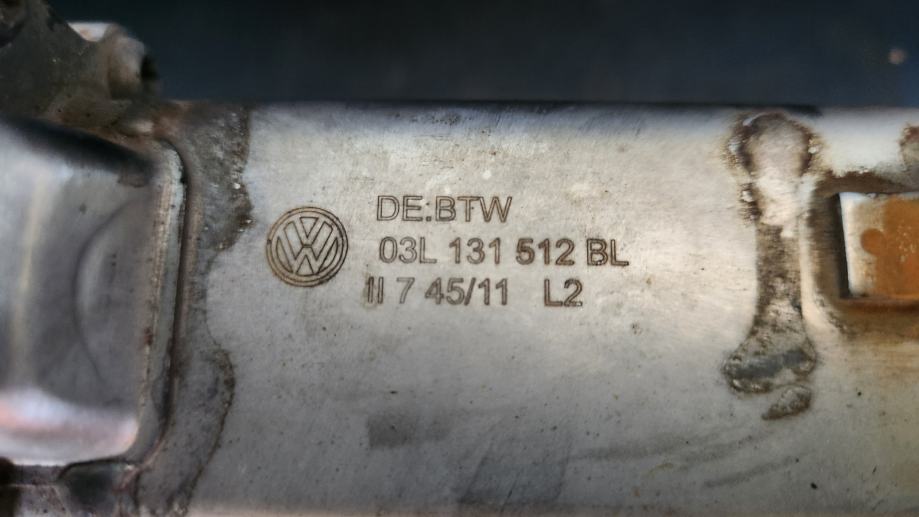 DE:BTW
03L 131 512 BL
II 7 45/11 L2